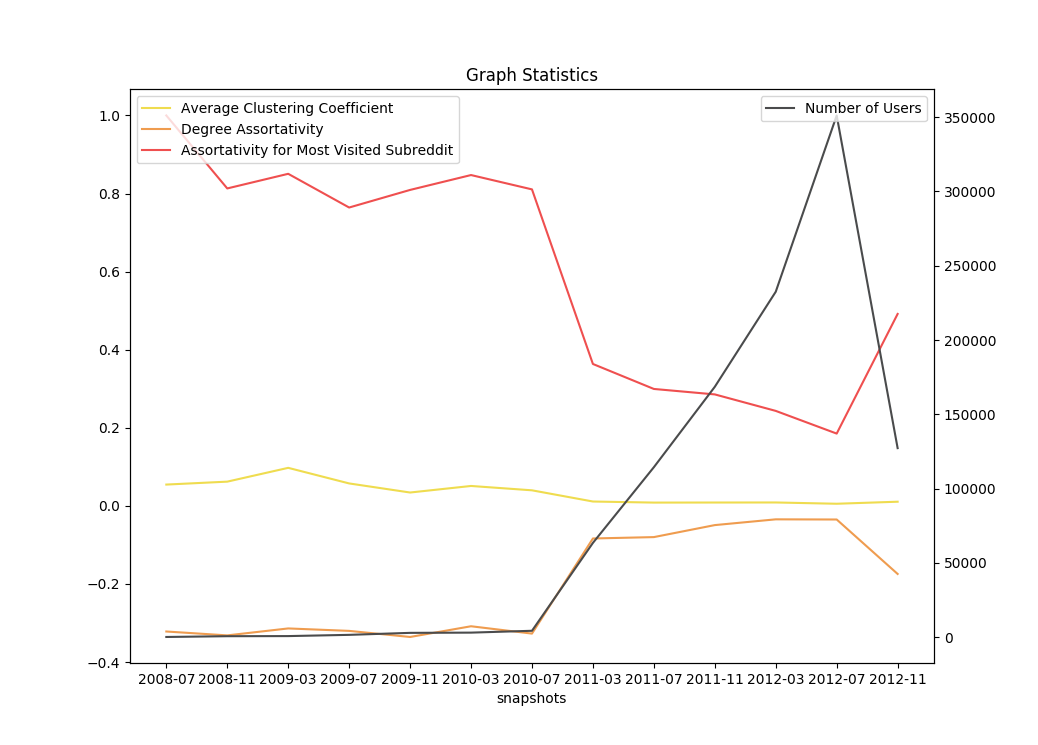 Graph Statistics
Average Clustering Coefficient
Degree Assortativity
Assortativity for Most Visited Subreddit
Number of Users
1.0
0.8
0.6
0.4
0.2
0.0
−0.2
−0.4
350000
300000
250000
200000
150000
100000
50000
0
2008-07 2008-11 2009-03 2009-07 2009-11 2010-03 2010-07 2011-03 2011-07 2011-11 2012-03 2012-07 2012-11
snapshots